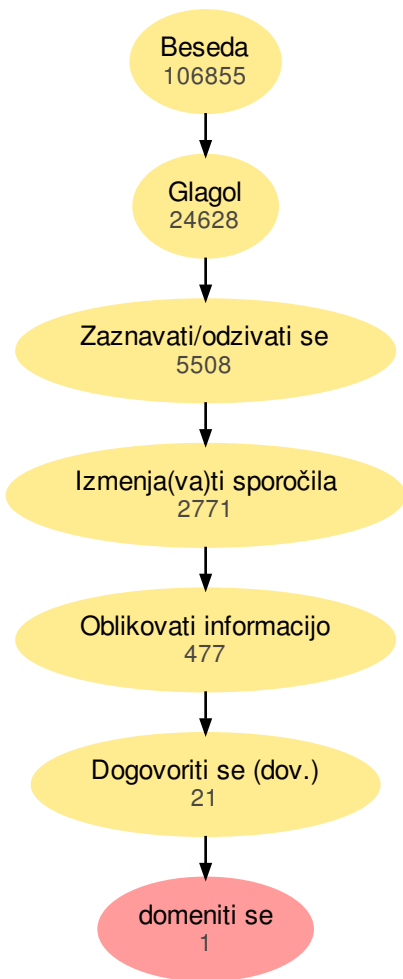 Beseda
106855
Glagol
24628
Zaznavati/odzivati se
5508
Izmenja(va)ti sporočila
2771
Oblikovati informacijo
477
Dogovoriti se (dov.)
21
domeniti se
1